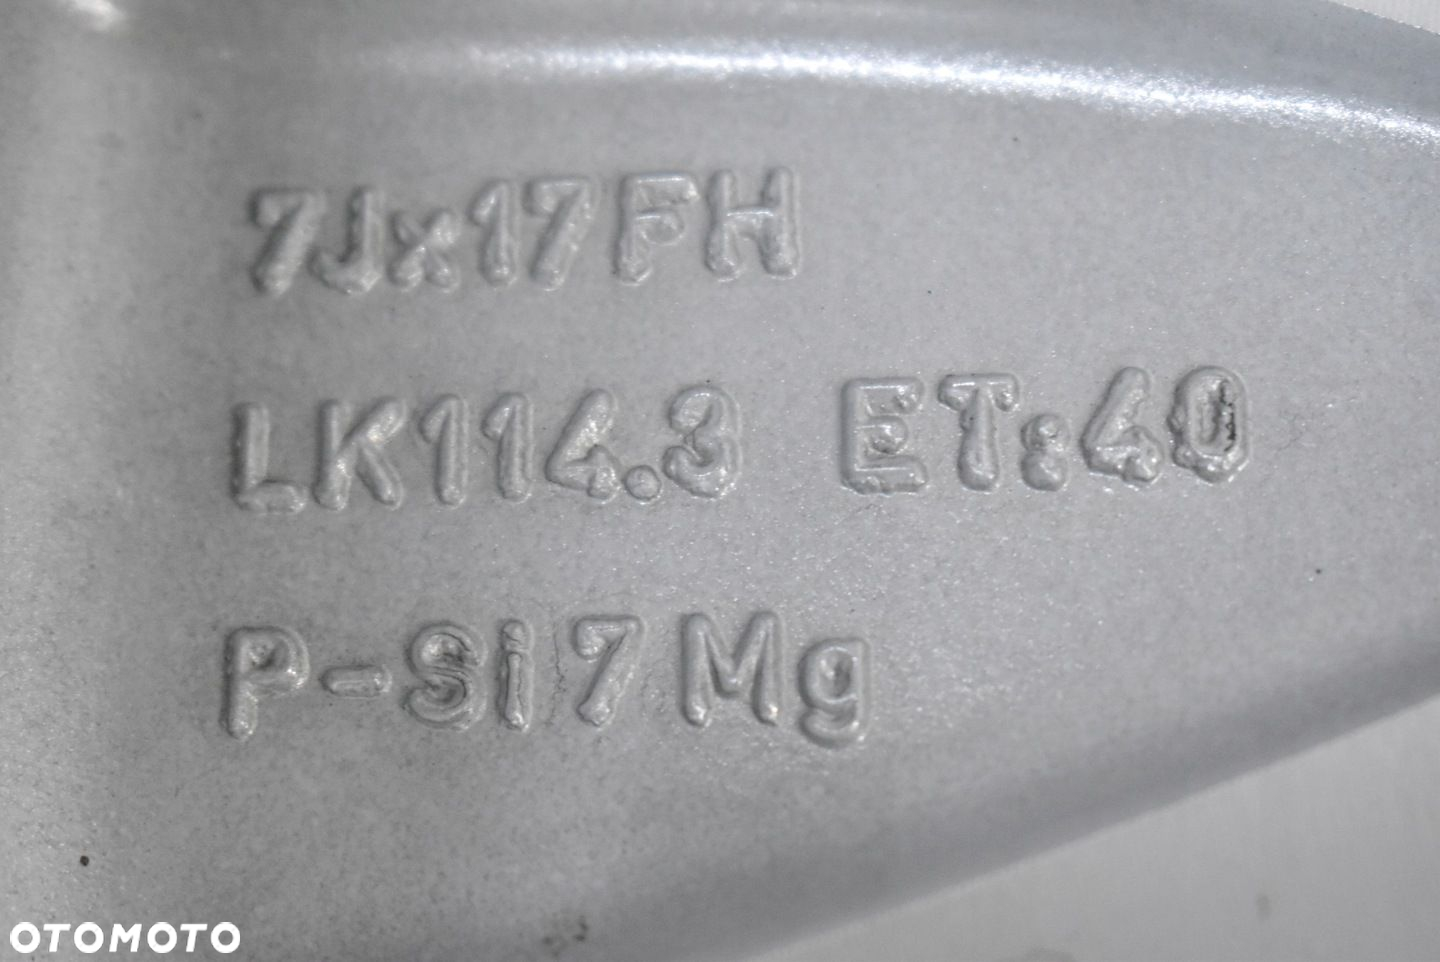 7Jx17FH
LK114.3 ET:40
P-Si7Mg
OTOMOTO